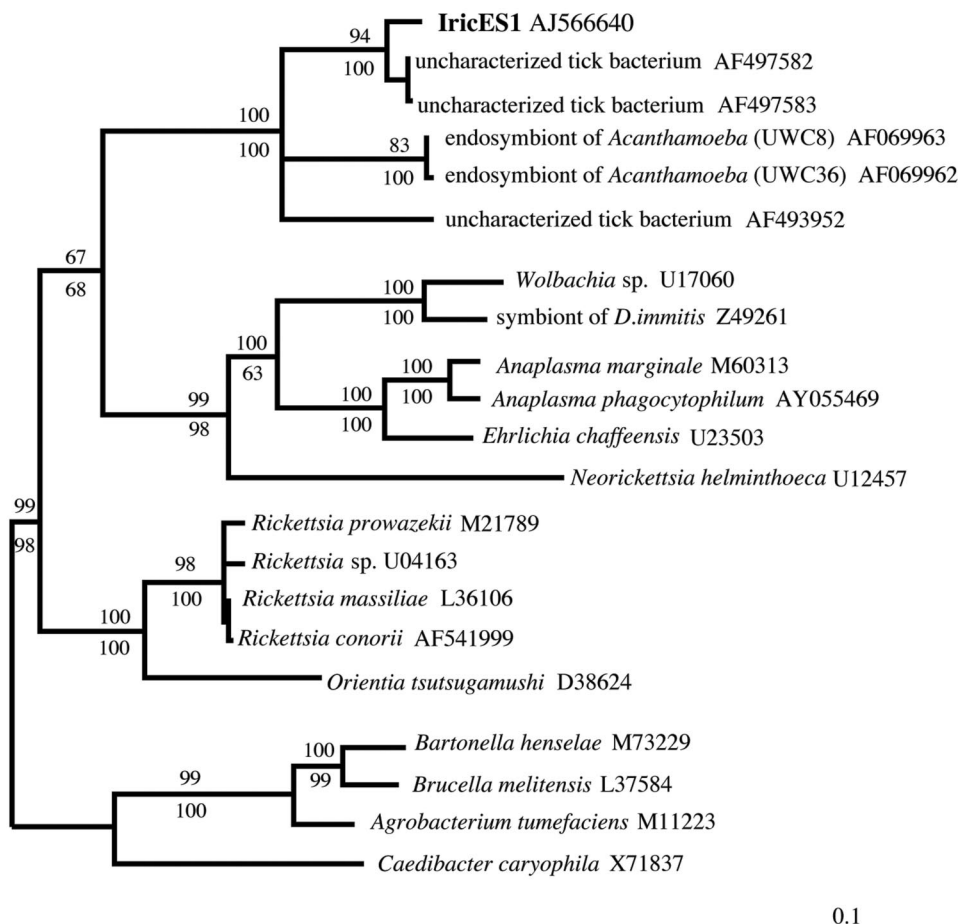 IricES1 AJ566640
94
100
uncharacterized tick bacterium AF497582
uncharacterized tick bacterium AF497583
100
100
83
100
endosymbiont of Acanthamoeba (UWC8) AF069963
endosymbiont of Acanthamoeba (UWC36) AF069962
uncharacterized tick bacterium AF493952
67
68
Wolbachia sp. U17060
100
100
symbiont of D.immitis Z49261
100
63
Anaplasma marginale M60313
100
100
Anaplasma phagocytophilum AY055469
100
100
Ehrlichia chaffeensis U23503
99
98
Neorickettsia helminthoeca U12457
99
98
Rickettsia prowazekii M21789
Rickettsia sp. U04163
98
100
Rickettsia massiliae L36106
Rickettsia conorii AF541999
100
100
Orientia tsutsugamushi D38624
Bartonella henselae M73229
100
99
Brucella melitensis L37584
99
100
Agrobacterium tumefaciens M11223
Caedibacter caryophila X71837
0.1